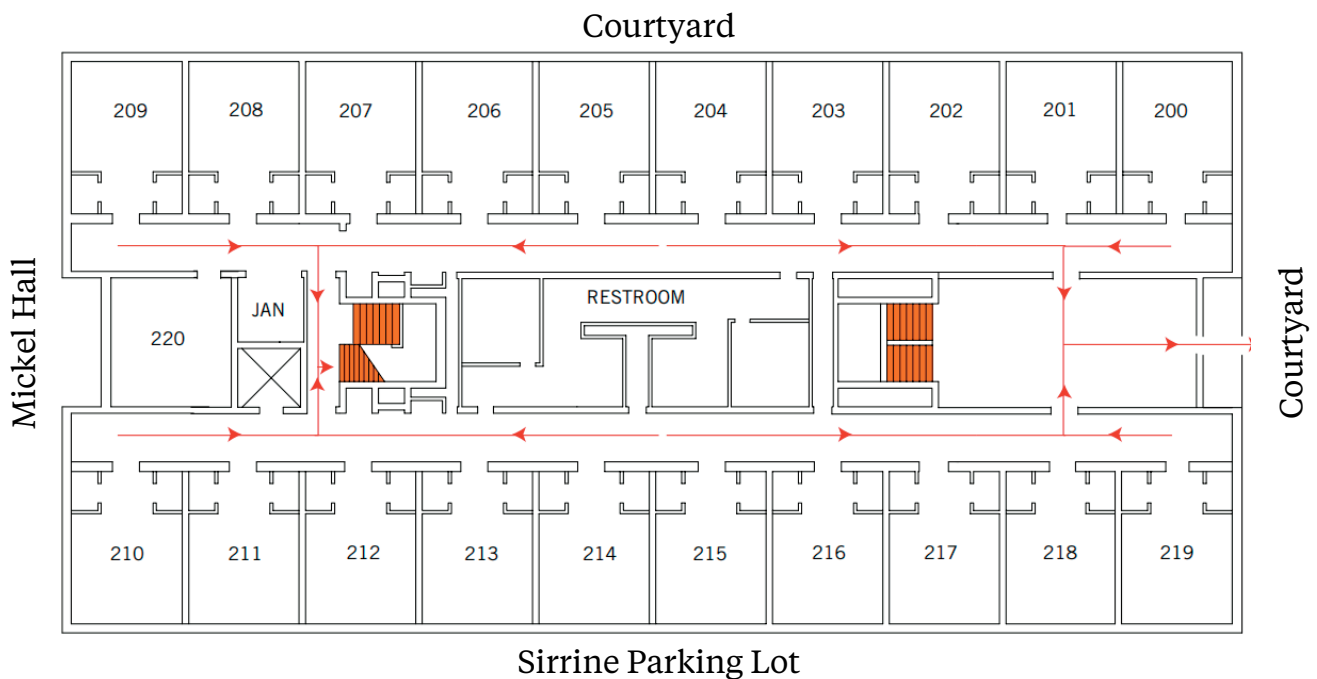 Courtyard
209 208 207 206 205 204 203 202 201 200
Mickel Hall
220
JAN
RESTROOM
Courtyard
210 211 212 213 214 215 216 217 218 219
Sirrine Parking Lot